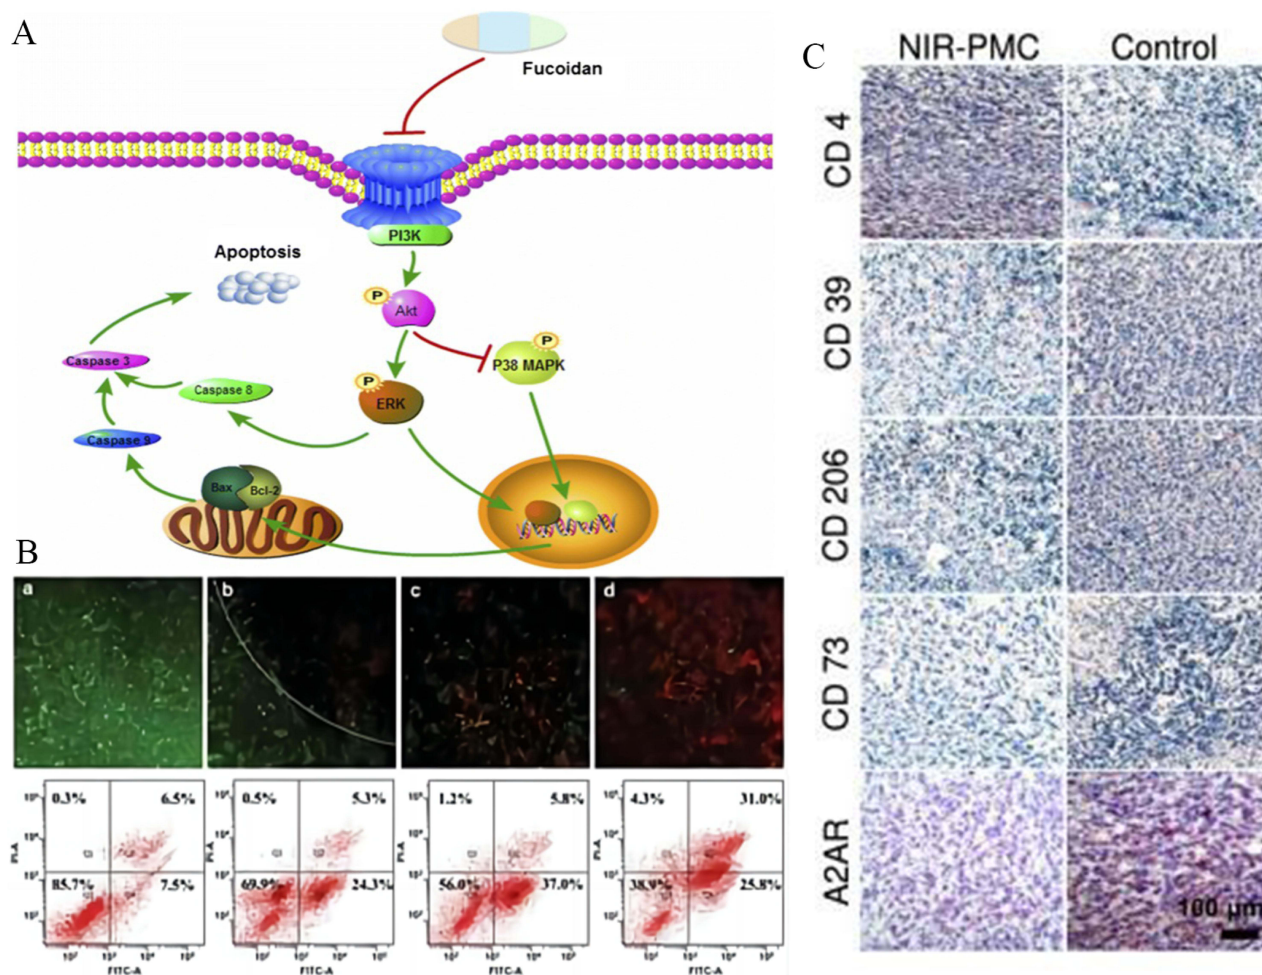 A
Fucoidan
PI3K
Apoptosis
P
Akt
P
P38 MAPK
Caspase 3
Caspase 8
P
ERK
Caspase 9
Bax
Bcl-2
B
a
b
c
d
0.3%
6.5%
85.7%
7.5%
FITC-A
0.5%
5.3%
69.9%
24.3%
FITC-A
1.2%
5.8%
56.0%
37.0%
FITC-A
4.3%
31.0%
38.9%
25.8%
FITC-A
C
NIR-PMC
Control
CD 4
CD 39
CD 206
CD 73
A2AR
100 µm